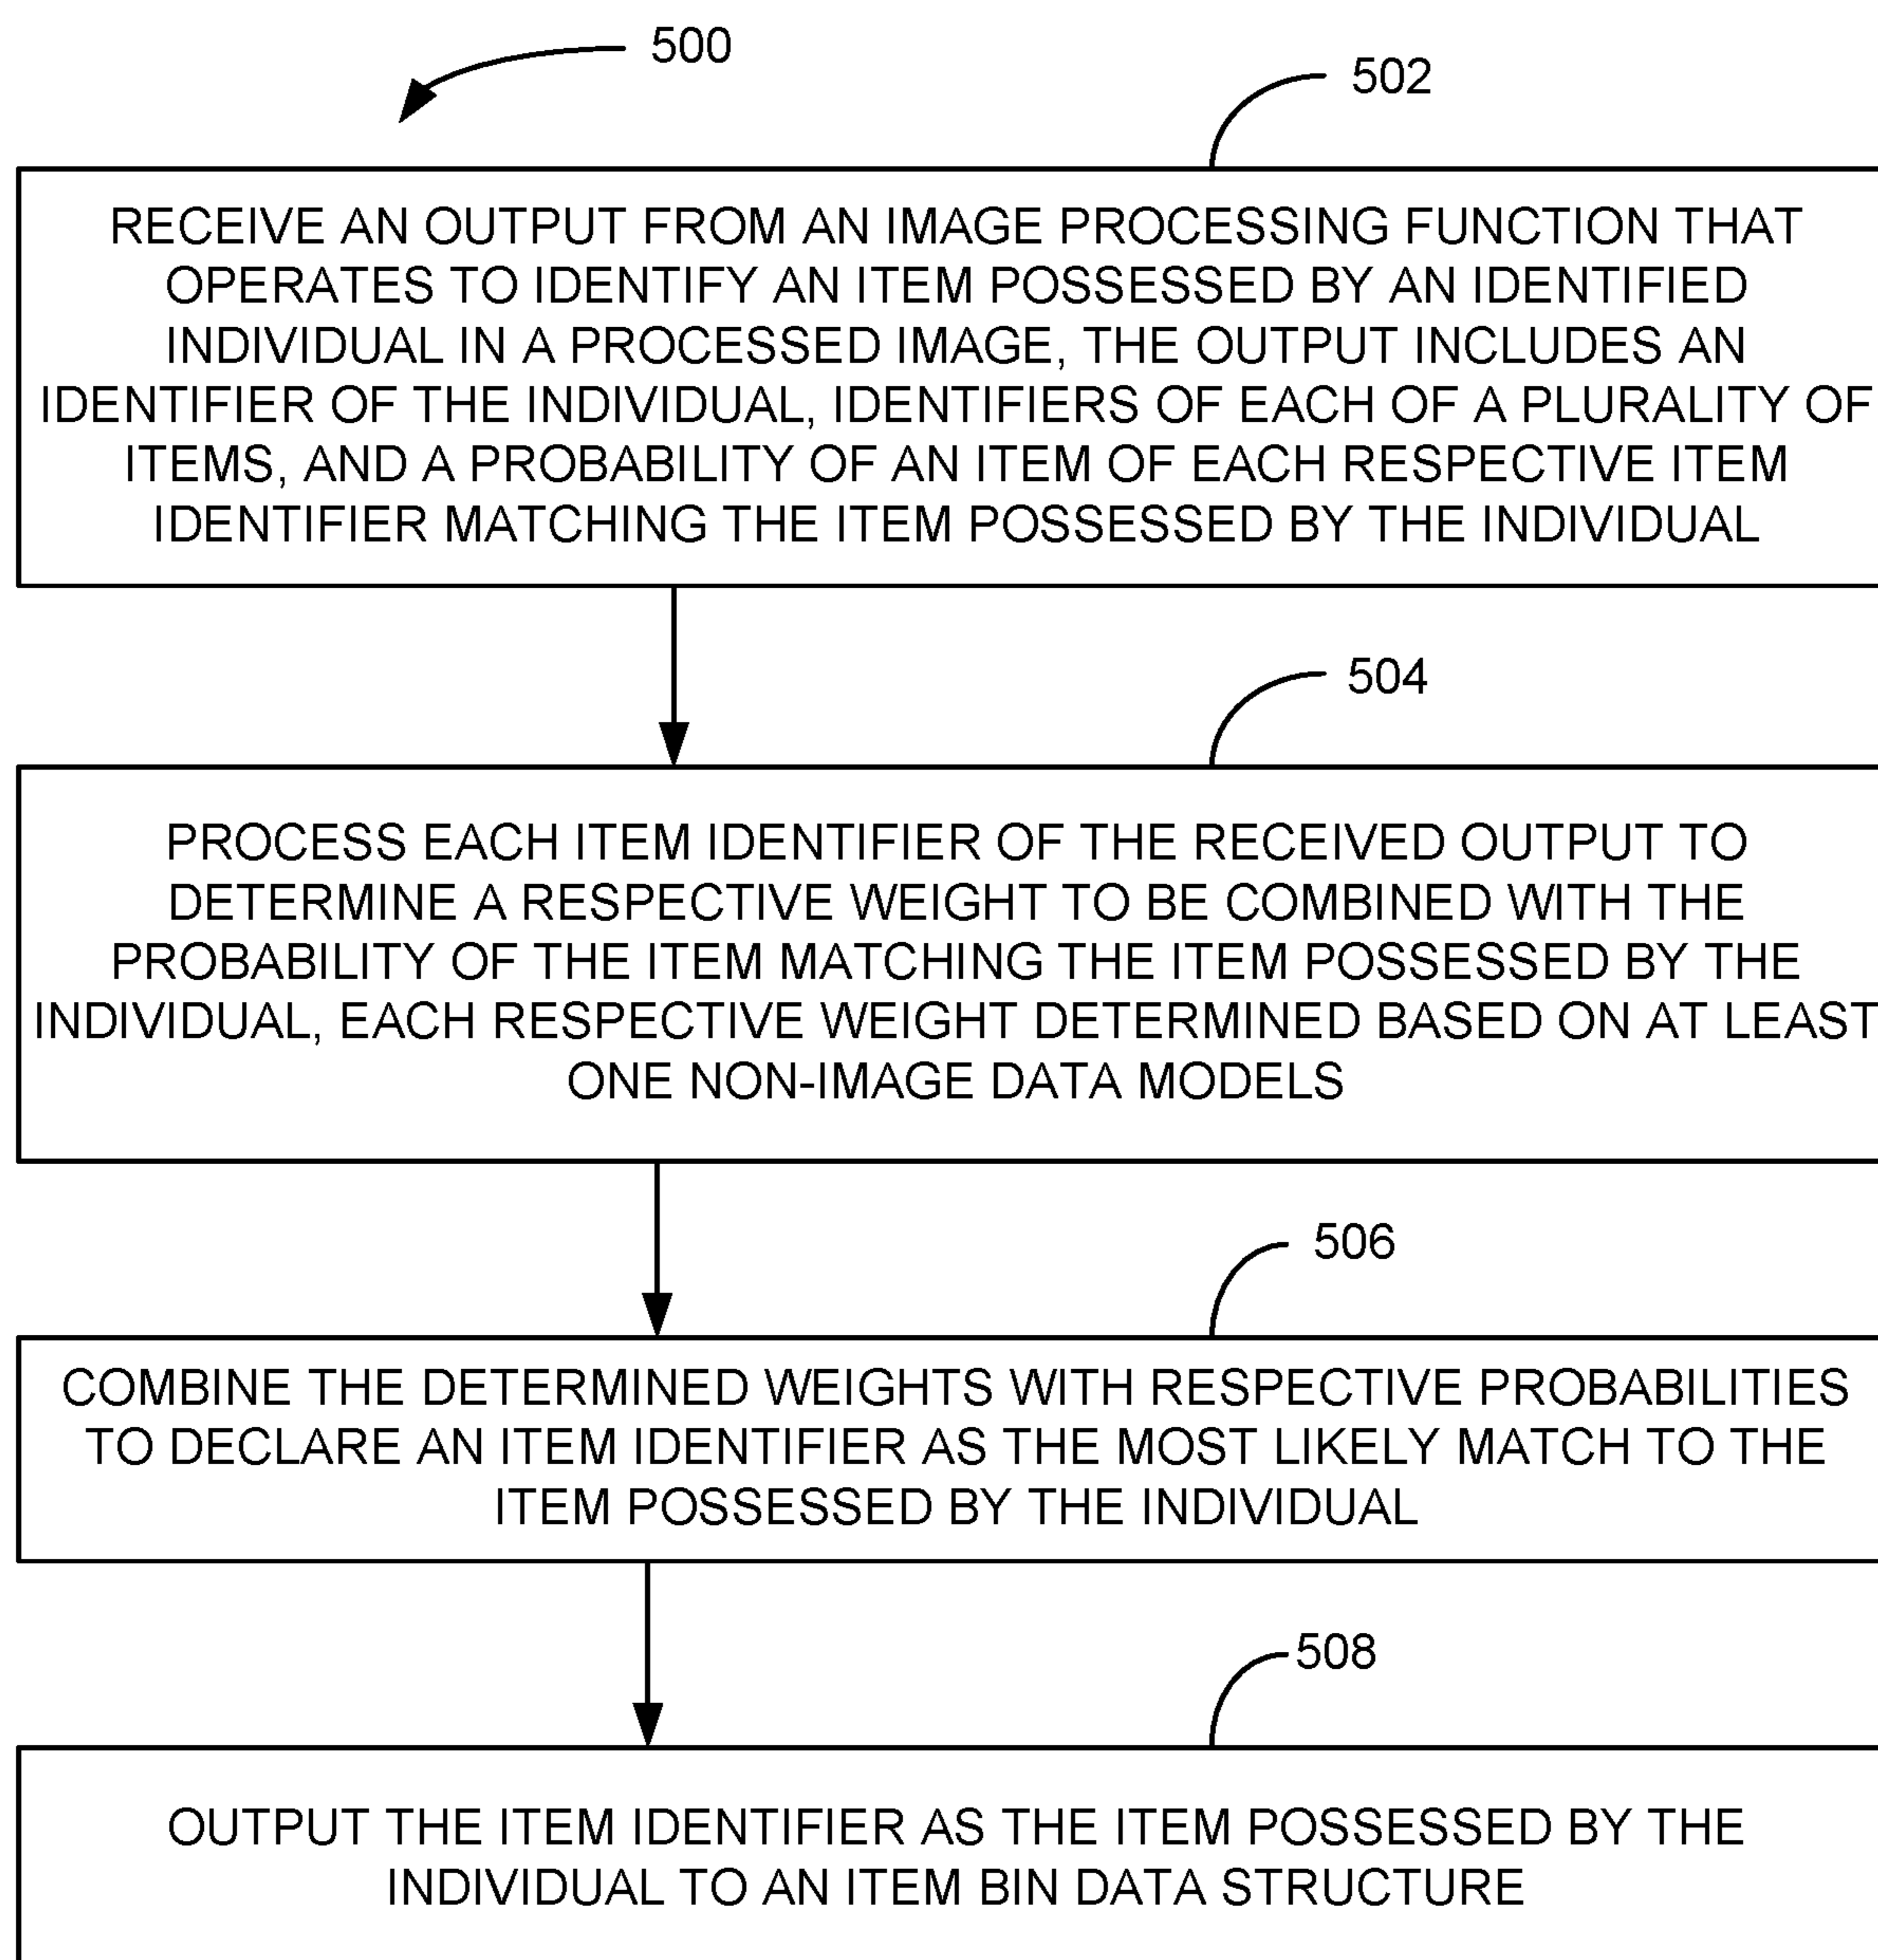 500
502
RECEIVE AN OUTPUT FROM AN IMAGE PROCESSING FUNCTION THAT
OPERATES TO IDENTIFY AN ITEM POSSESSED BY AN IDENTIFIED
INDIVIDUAL IN A PROCESSED IMAGE, THE OUTPUT INCLUDES AN
IDENTIFIER OF THE INDIVIDUAL, IDENTIFIERS OF EACH OF A PLURALITY OF
ITEMS, AND A PROBABILITY OF AN ITEM OF EACH RESPECTIVE ITEM
IDENTIFIER MATCHING THE ITEM POSSESSED BY THE INDIVIDUAL
504
PROCESS EACH ITEM IDENTIFIER OF THE RECEIVED OUTPUT TO
DETERMINE A RESPECTIVE WEIGHT TO BE COMBINED WITH THE
PROBABILITY OF THE ITEM MATCHING THE ITEM POSSESSED BY THE
INDIVIDUAL, EACH RESPECTIVE WEIGHT DETERMINED BASED ON AT LEAST
ONE NON-IMAGE DATA MODELS
506
COMBINE THE DETERMINED WEIGHTS WITH RESPECTIVE PROBABILITIES
TO DECLARE AN ITEM IDENTIFIER AS THE MOST LIKELY MATCH TO THE
ITEM POSSESSED BY THE INDIVIDUAL
508
OUTPUT THE ITEM IDENTIFIER AS THE ITEM POSSESSED BY THE
INDIVIDUAL TO AN ITEM BIN DATA STRUCTURE